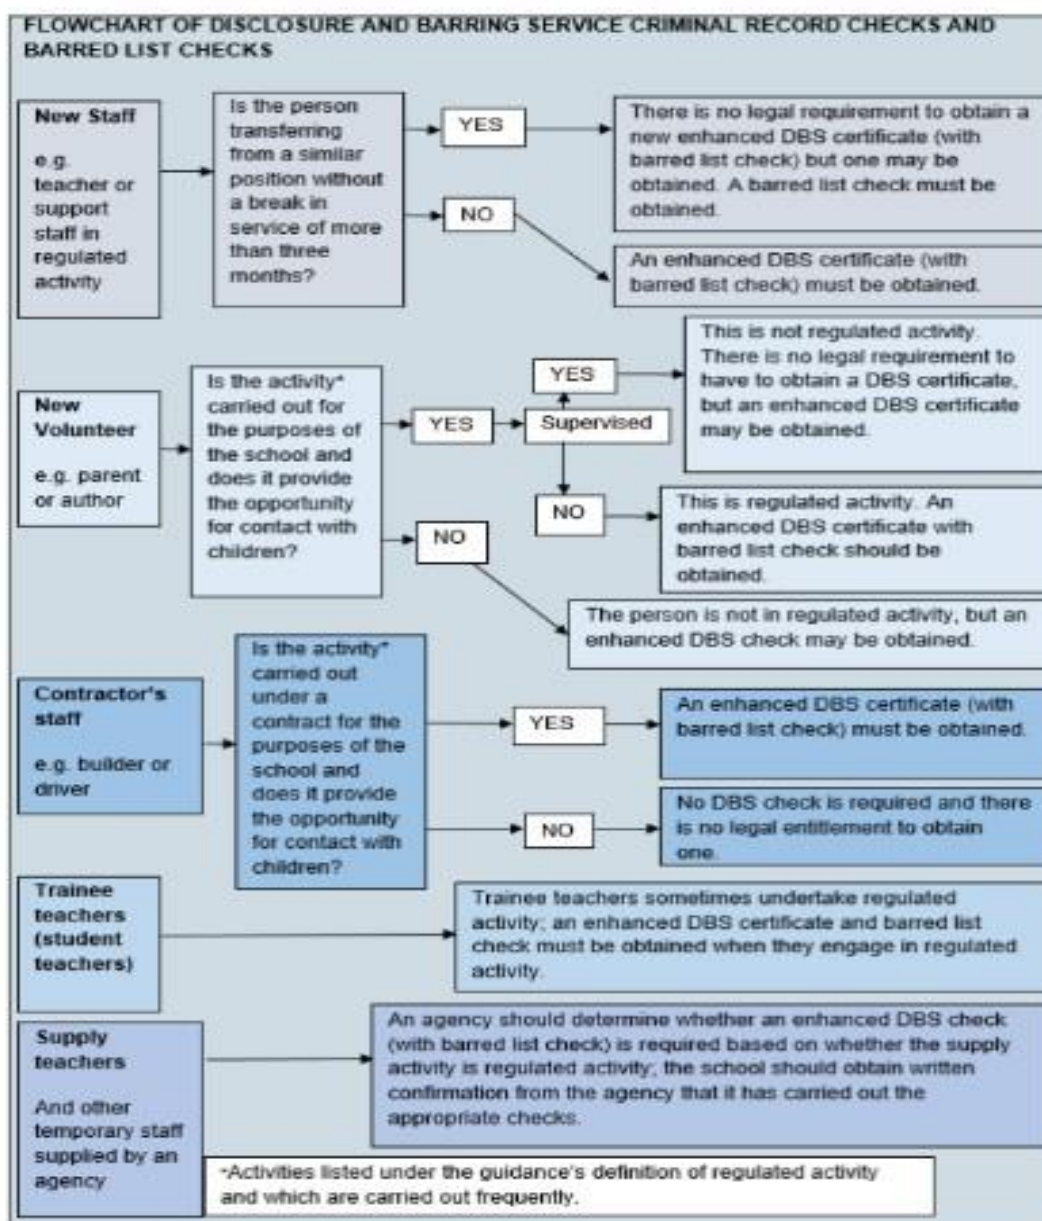 FLOWCHART OF DISCLOSURE AND BARRING SERVICE CRIMINAL RECORD CHECKS AND
BARRED LIST CHECKS
New Staff
e.g.
teacher or
support
staff in
regulated
activity
Is the person
transferring
from a similar
position without
a break in
service of more
than three
months?
YES
There is no legal requirement to obtain a
new enhanced DBS certificate (with
barred list check) but one may be
obtained. A barred list check must be
obtained.
NO
An enhanced DBS certificate (with
barred list check) must be obtained.
New
Volunteer
e.g. parent
or author
Is the activity*
carried out for
the purposes of
the school and
does it provide
the opportunity
for contact with
children?
YES
Supervised
YES
This is not regulated activity.
There is no legal requirement to
have to obtain a DBS certificate,
but an enhanced DBS certificate
may be obtained.
NO
This is regulated activity. An
enhanced DBS certificate with
barred list check should be
obtained.
NO
The person is not in regulated activity, but an
enhanced DBS check may be obtained.
Contractor's
staff
e.g. builder or
driver
Is the activity*
carried out
under a
contract for the
purposes of the
school and
does it provide
the opportunity
for contact with
children?
YES
An enhanced DBS certificate (with
barred list check) must be obtained.
NO
No DBS check is required and there
is no legal entitlement to obtain
one.
Trainee
teachers
(student
teachers)
Trainee teachers sometimes undertake regulated
activity; an enhanced DBS certificate and barred list
check must be obtained when they engage in regulated
activity.
Supply
teachers
And other
temporary staff
supplied by an
agency
An agency should determine whether an enhanced DBS check
(with barred list check) is required based on whether the supply
activity is regulated activity; the school should obtain written
confirmation from the agency that it has carried out the
appropriate checks.
*Activities listed under the guidance's definition of regulated activity
and which are carried out frequently.